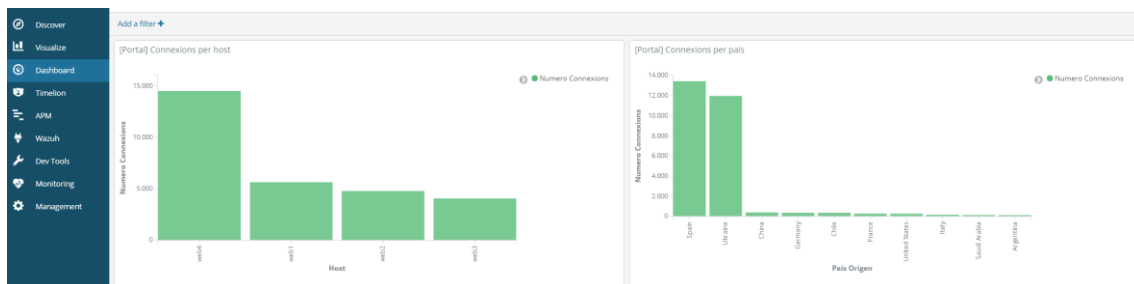 Discover
Visualize
Dashboard
Timelion
APM
Wazuh
Dev Tools
Monitoring
Management
Add a filter +
[Portal] Connexions per host
Numero Connexions
15.000
10.000
5.000
0
Numero Connexions
web4
web1
web2
web3
Host
[Portal] Connexions per pais
Numero Connexions
14.000
12.000
10.000
8.000
6.000
4.000
2.000
0
Numero Connexions
Spain
Ukraine
China
Germany
Chile
France
United States
Italy
Saudi Arabia
Argentina
País Origen